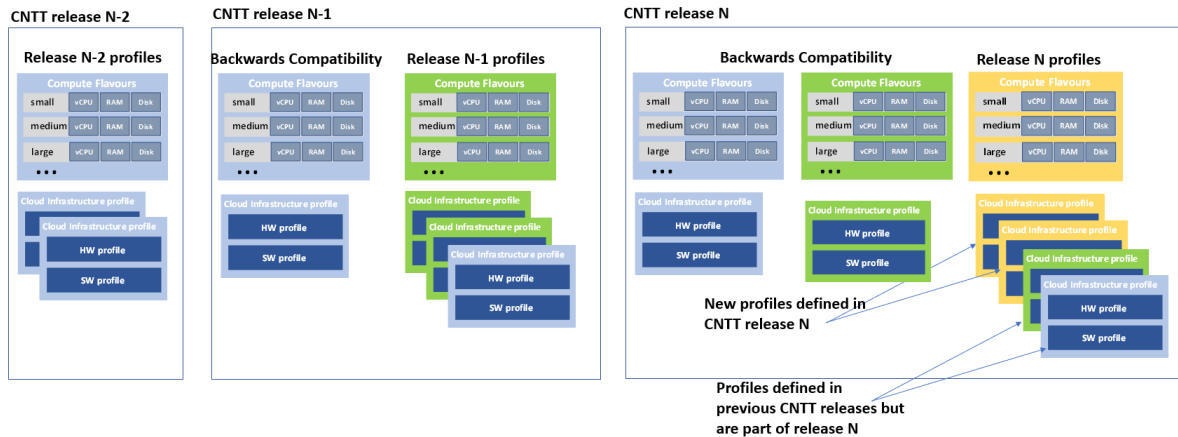 CNTT release N-2
Release N-2 profiles
Compute Flavours
small vCPU RAM Disk
medium vCPU RAM Disk
large vCPU RAM Disk
...
Cloud Infrastructure profile
Cloud Infrastructure profile
HW profile
SW profile
CNTT release N-1
Backwards Compatibility
Compute Flavours
small vCPU RAM Disk
medium vCPU RAM Disk
large vCPU RAM Disk
...
Cloud Infrastructure profile
HW profile
SW profile
Release N-1 profiles
Compute Flavours
small vCPU RAM Disk
medium vCPU RAM Disk
large vCPU RAM Disk
...
Cloud Infrastructure profile
Cloud Infrastructure profile
Cloud Infrastructure profile
HW profile
SW profile
CNTT release N
Backwards Compatibility
Compute Flavours
small vCPU RAM Disk
medium vCPU RAM Disk
large vCPU RAM Disk
...
Cloud Infrastructure profile
HW profile
SW profile
Compute Flavours
small vCPU RAM Disk
medium vCPU RAM Disk
large vCPU RAM Disk
...
Cloud Infrastructure profile
HW profile
SW profile
Release N profiles
Compute Flavours
small vCPU RAM Disk
medium vCPU RAM Disk
large vCPU RAM Disk
...
Cloud Infrastructure profile
Cloud Infrastructure profile
Cloud Infrastructure profile
Cloud Infrastructure profile
HW profile
SW profile
New profiles defined in
CNTT release N
Profiles defined in
previous CNTT releases but
are part of release N